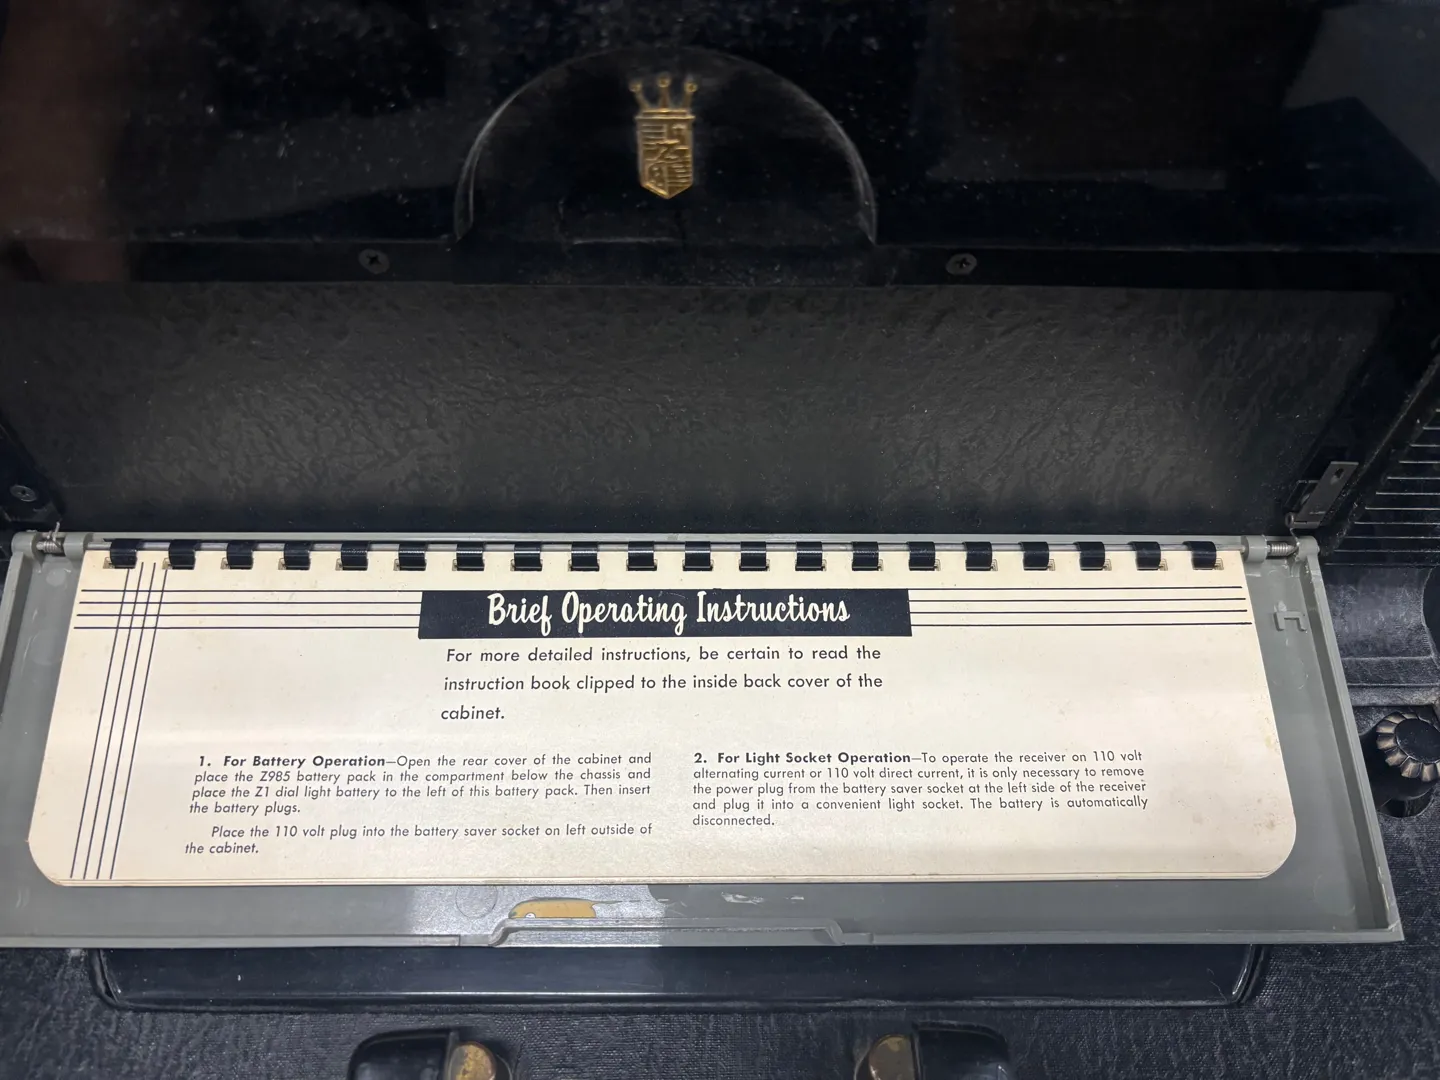 Brief Operating Instructions
For more detailed instructions, be certain to read the
instruction book clipped to the inside back cover of the
cabinet.
1. For Battery Operation—Open the rear cover of the cabinet and
place the Z985 battery pack in the compartment below the chassis and
place the Z1 dial light battery to the left of this battery pack. Then insert
the battery plugs.
Place the 110 volt plug into the battery saver socket on left outside of
the cabinet.
2. For Light Socket Operation—To operate the receiver on 110 volt
alternating current or 110 volt direct current, it is only necessary to remove
the power plug from the battery saver socket at the left side of the receiver
and plug it into a convenient light socket. The battery is automatically
disconnected.